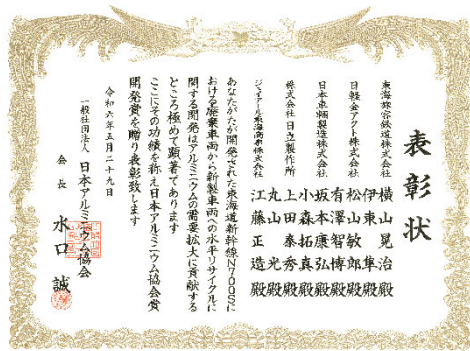 表彰状
東海旅客鉄道株式会社
横山晃治殿
伊東隼殿
日軽金アクト株式会社
松山敏郎殿
有澤智博殿
日本車輌製造株式会社
坂本康弘殿
小森拓真殿
株式会社日立製作所
上田泰秀殿
丸山光殿
ジェイアール東海商事株式会社
江藤正造殿
あなたがたが開発された東海道新幹線N700Sに
おける廃棄車両から新製車両への水平リサイクルに
関する開発はアルミニウムの需要拡大に貢献する
ところ極めて顕著であります
ここにその功績を称え日本アルミニウム協会賞
開発賞を贈り表彰致します
令和六年五月二十九日
一般社団法人 日本アルミニウム協会
会長 水口誠